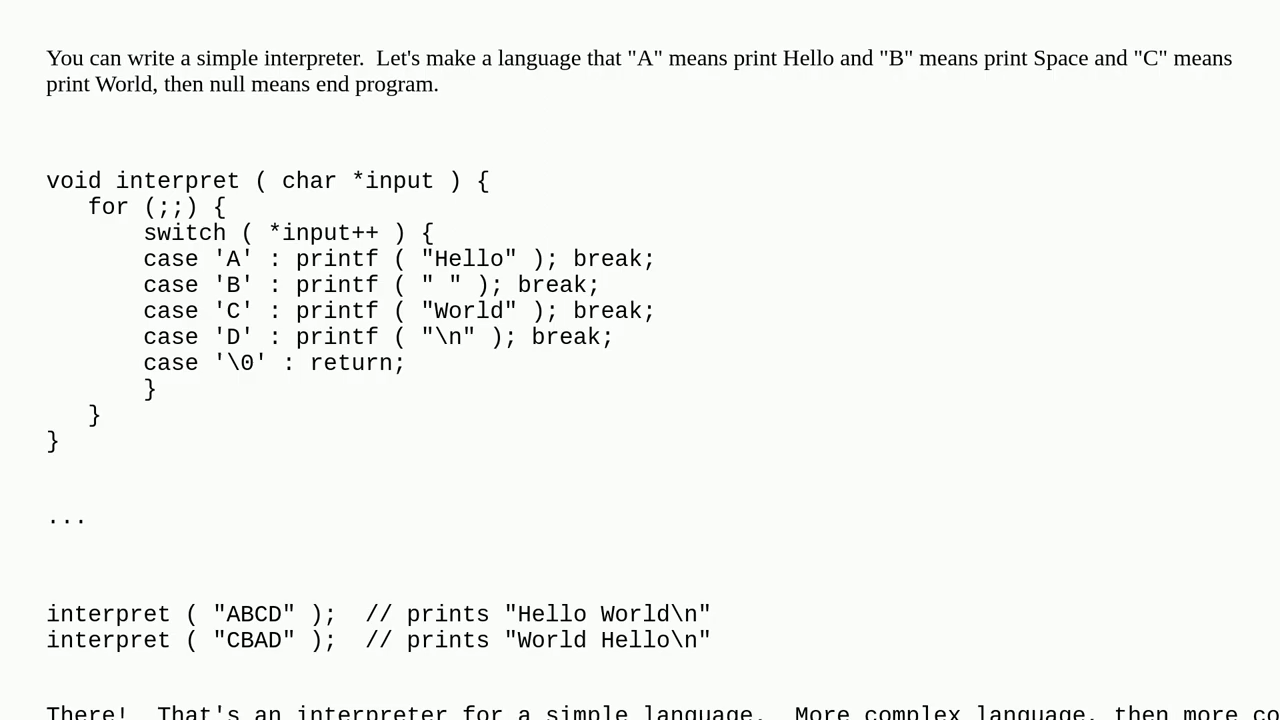 You can write a simple interpreter.  Let's make a language that "A" means print Hello and "B" means print Space and "C" means
print World, then null means end program.
void interpret ( char *input ) {
   for (;;) {
       switch ( *input++ ) {
       case 'A' : printf ( "Hello" ); break;
       case 'B' : printf ( " " ); break;
       case 'C' : printf ( "World" ); break;
       case 'D' : printf ( "\n" ); break;
       case '\0' : return;
       }
   }
}
...
interpret ( "ABCD" );  // prints "Hello World\n"
interpret ( "CBAD" );  // prints "World Hello\n"
There!  That's an interpreter for a simple language.  More complex language, then more co